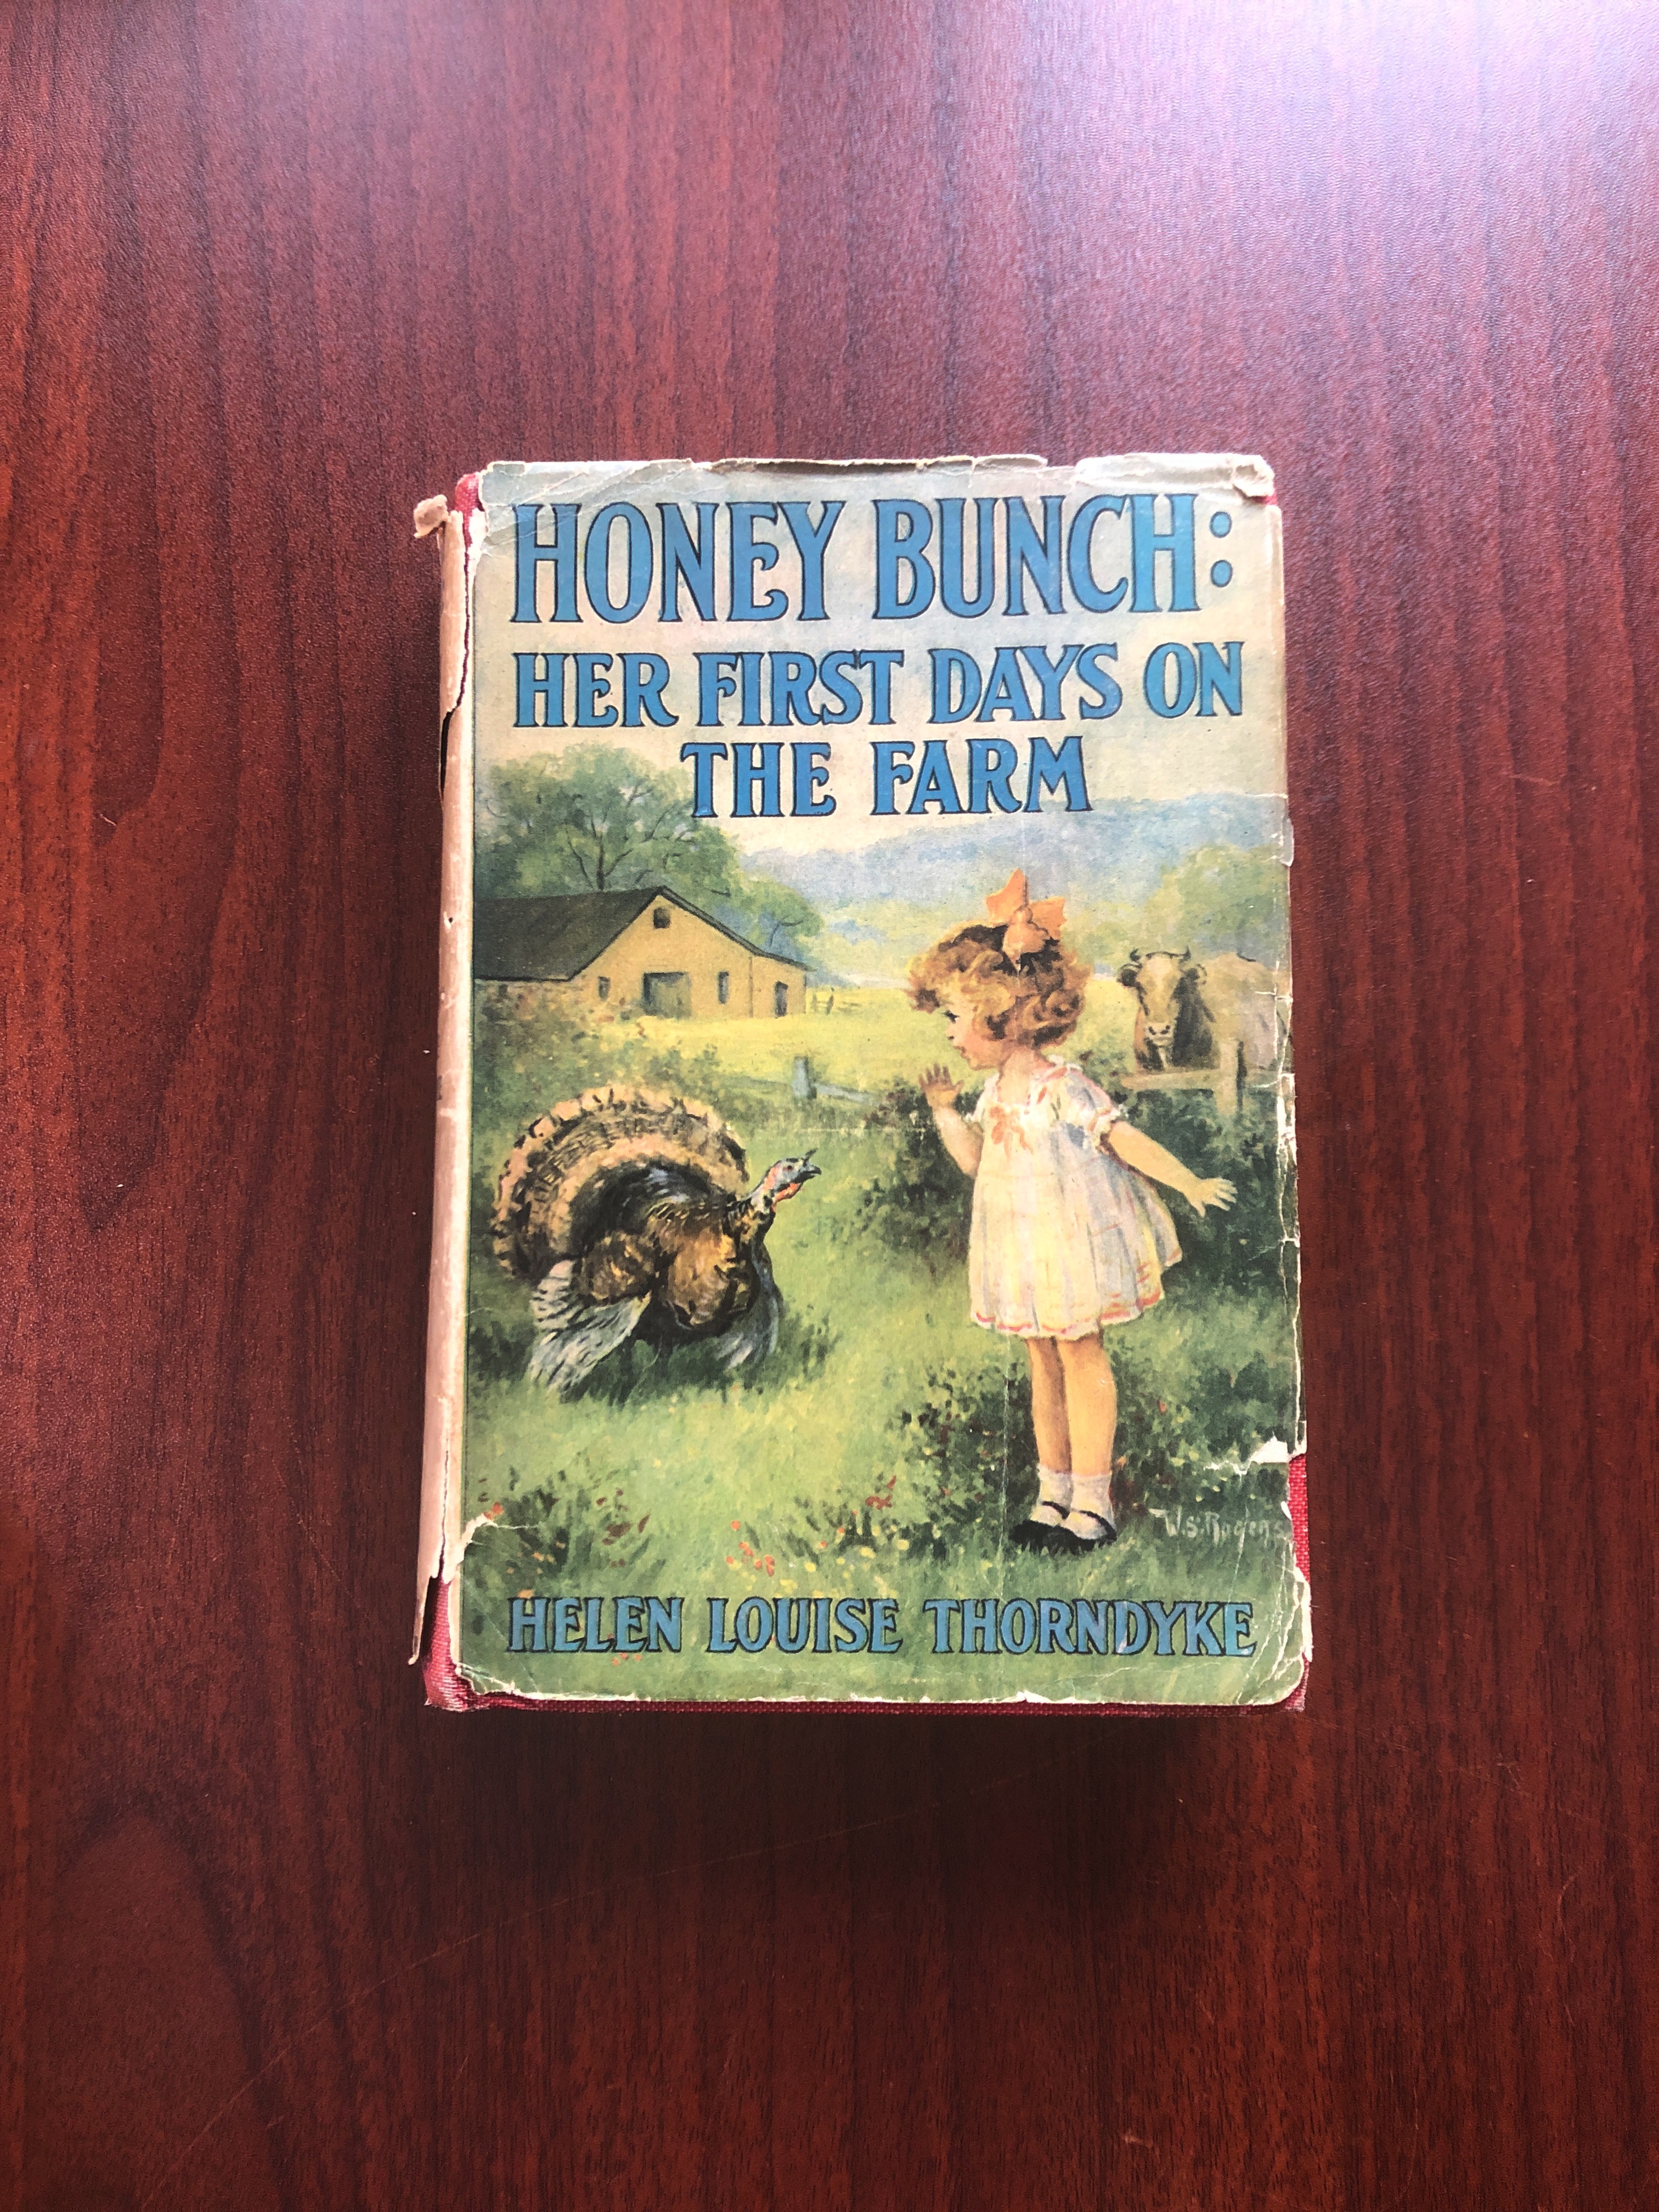 HONEY BUNCH:
HER FIRST DAYS ON
THE FARM
W.S. Rogers
HELEN LOUISE THORNDYKE